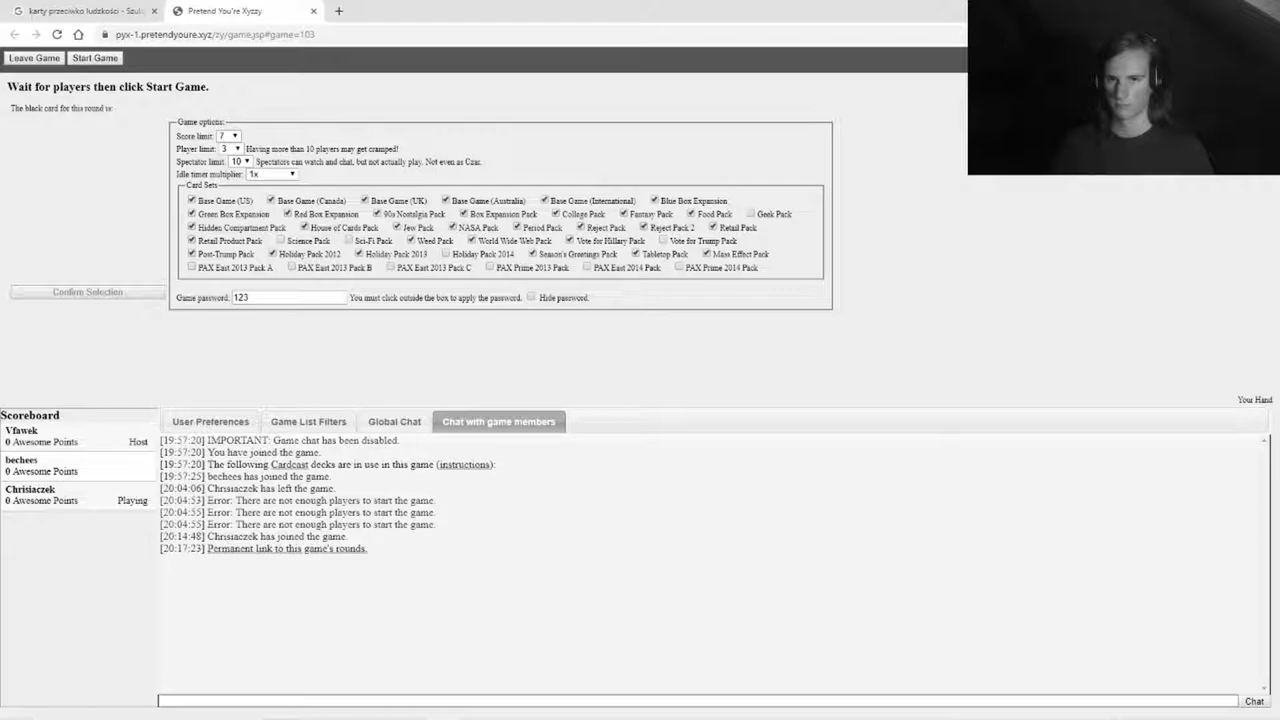 karty przeciwko ludzkości - Szuk
Pretend You're Xyzzy
pyx-1.pretendyoure.xyz/zy/game.jsp#game=103
Leave Game Start Game
Wait for players then click Start Game.
The black card for this round is:
Game options:
Score limit: 7
Player limit: 3 Having more than 10 players may get cramped!
Spectator limit: 10 Spectators can watch and chat, but not actually play. Not even as Czar.
Idle timer multiplier: 1x
Card Sets
Base Game (US) Base Game (Canada) Base Game (UK) Base Game (Australia) Base Game (International) Blue Box Expansion
Green Box Expansion Red Box Expansion 90s Nostalgia Pack Box Expansion Pack College Pack Fantasy Pack Food Pack Geek Pack
Hidden Compartment Pack House of Cards Pack Jew Pack NASA Pack Period Pack Reject Pack Reject Pack 2 Retail Pack
Retail Product Pack Science Pack Sci-Fi Pack Weed Pack World Wide Web Pack Vote for Hillary Pack Vote for Trump Pack
Post-Trump Pack Holiday Pack 2012 Holiday Pack 2013 Holiday Pack 2014 Season's Greetings Pack Tabletop Pack Mass Effect Pack
PAX East 2013 Pack A PAX East 2013 Pack B PAX East 2013 Pack C PAX Prime 2013 Pack PAX East 2014 Pack PAX Prime 2014 Pack
Confirm Selection
Game password: 123 You must click outside the box to apply the password. Hide password.
Your Hand
Scoreboard
Vfawek
0 Awesome Points Host
bechees
0 Awesome Points
Chrisiaczek
0 Awesome Points Playing
User Preferences Game List Filters Global Chat Chat with game members
[19:57:20] IMPORTANT: Game chat has been disabled.
[19:57:20] You have joined the game.
[19:57:20] The following Cardcast decks are in use in this game (instructions):
[19:57:25] bechees has joined the game.
[20:04:06] Chrisiaczek has left the game.
[20:04:53] Error: There are not enough players to start the game.
[20:04:55] Error: There are not enough players to start the game.
[20:04:55] Error: There are not enough players to start the game.
[20:14:48] Chrisiaczek has joined the game.
[20:17:23] Permanent link to this game's rounds.
Chat